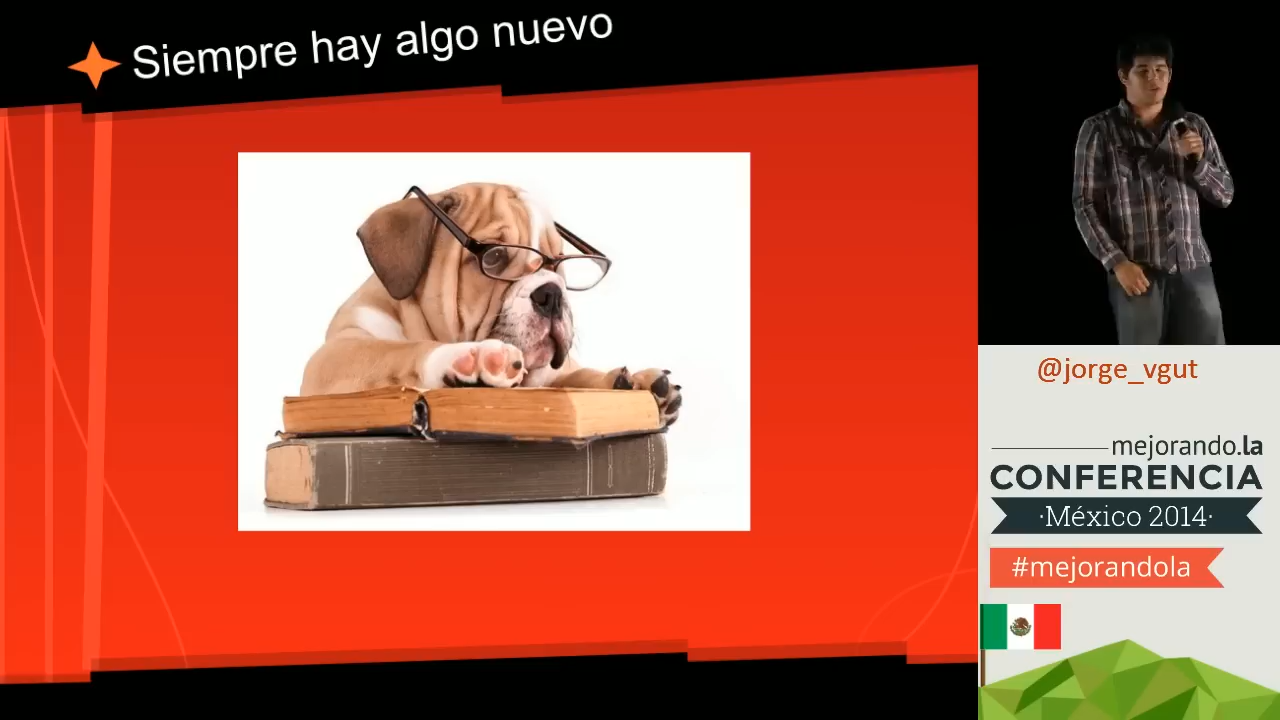 Siempre hay algo nuevo
@jorge_vgut
mejorando.la
CONFERENCIA
·México 2014·
#mejorandola